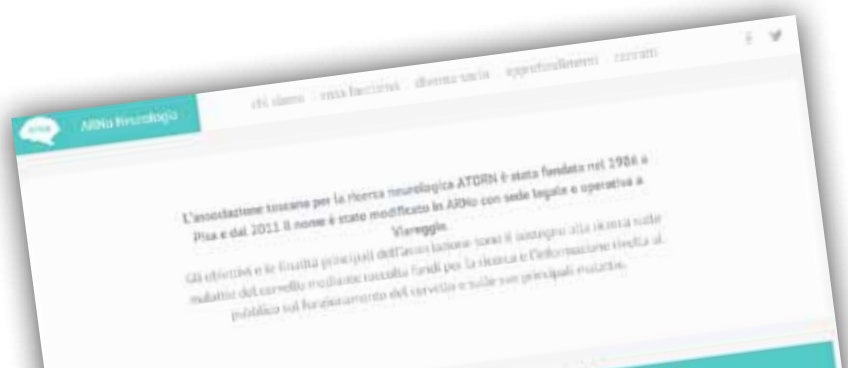 ARNo Neurologia
chi siamo cosa facciamo diventa socio approfondimenti contatti
L'associazione toscana per la ricerca neurologica ATORN è stata fondata nel 1986 a
Pisa e dal 2011 il nome è stato modificato in ARNo con sede legale e operativa a
Viareggio.
Gli obiettivi e le finalità principali dell'associazione sono il sostegno alla ricerca sulle
malattie del cervello mediante raccolta fondi per la ricerca e l'informazione rivolta al
pubblico sul funzionamento del cervello e sulle sue principali malattie.